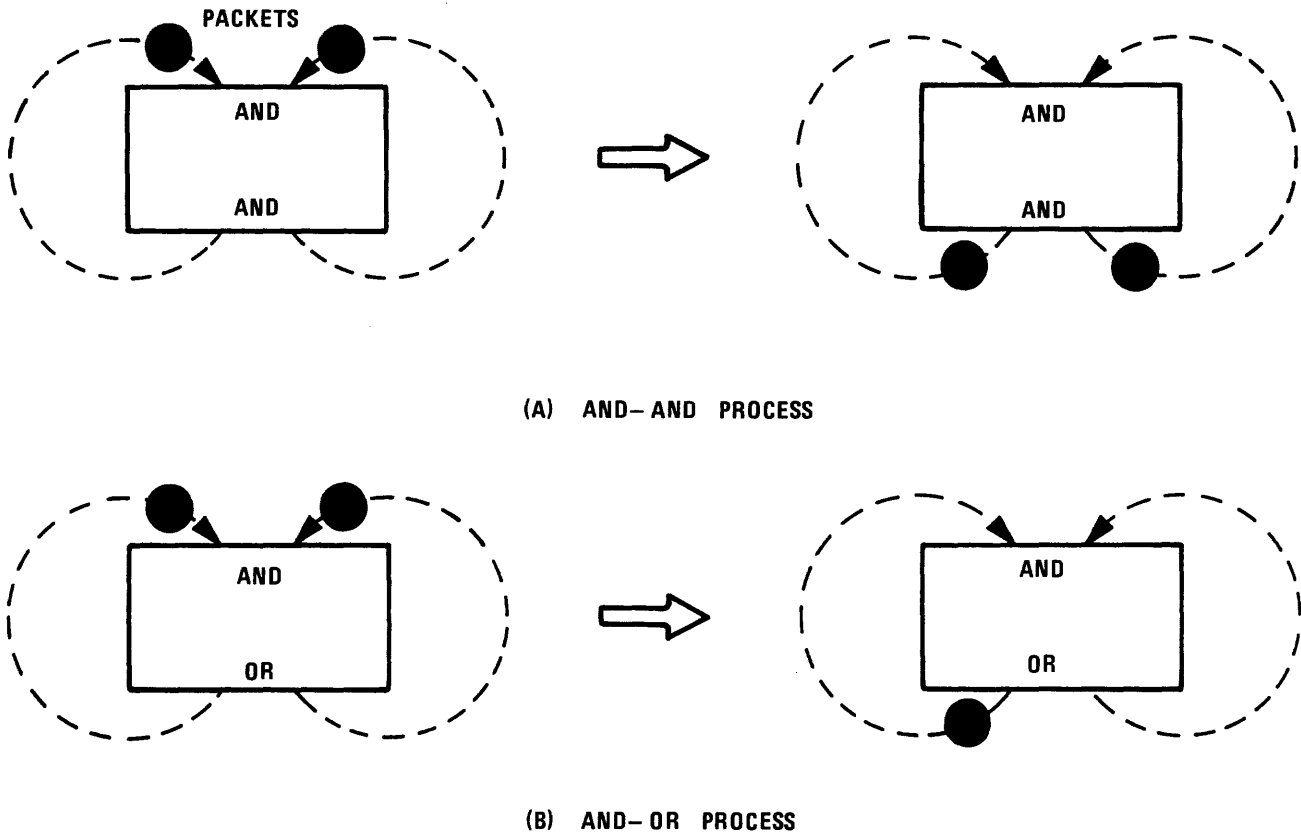 PACKETS
AND
AND
AND
AND
(A) AND-AND PROCESS
AND
OR
AND
OR
(B) AND-OR PROCESS